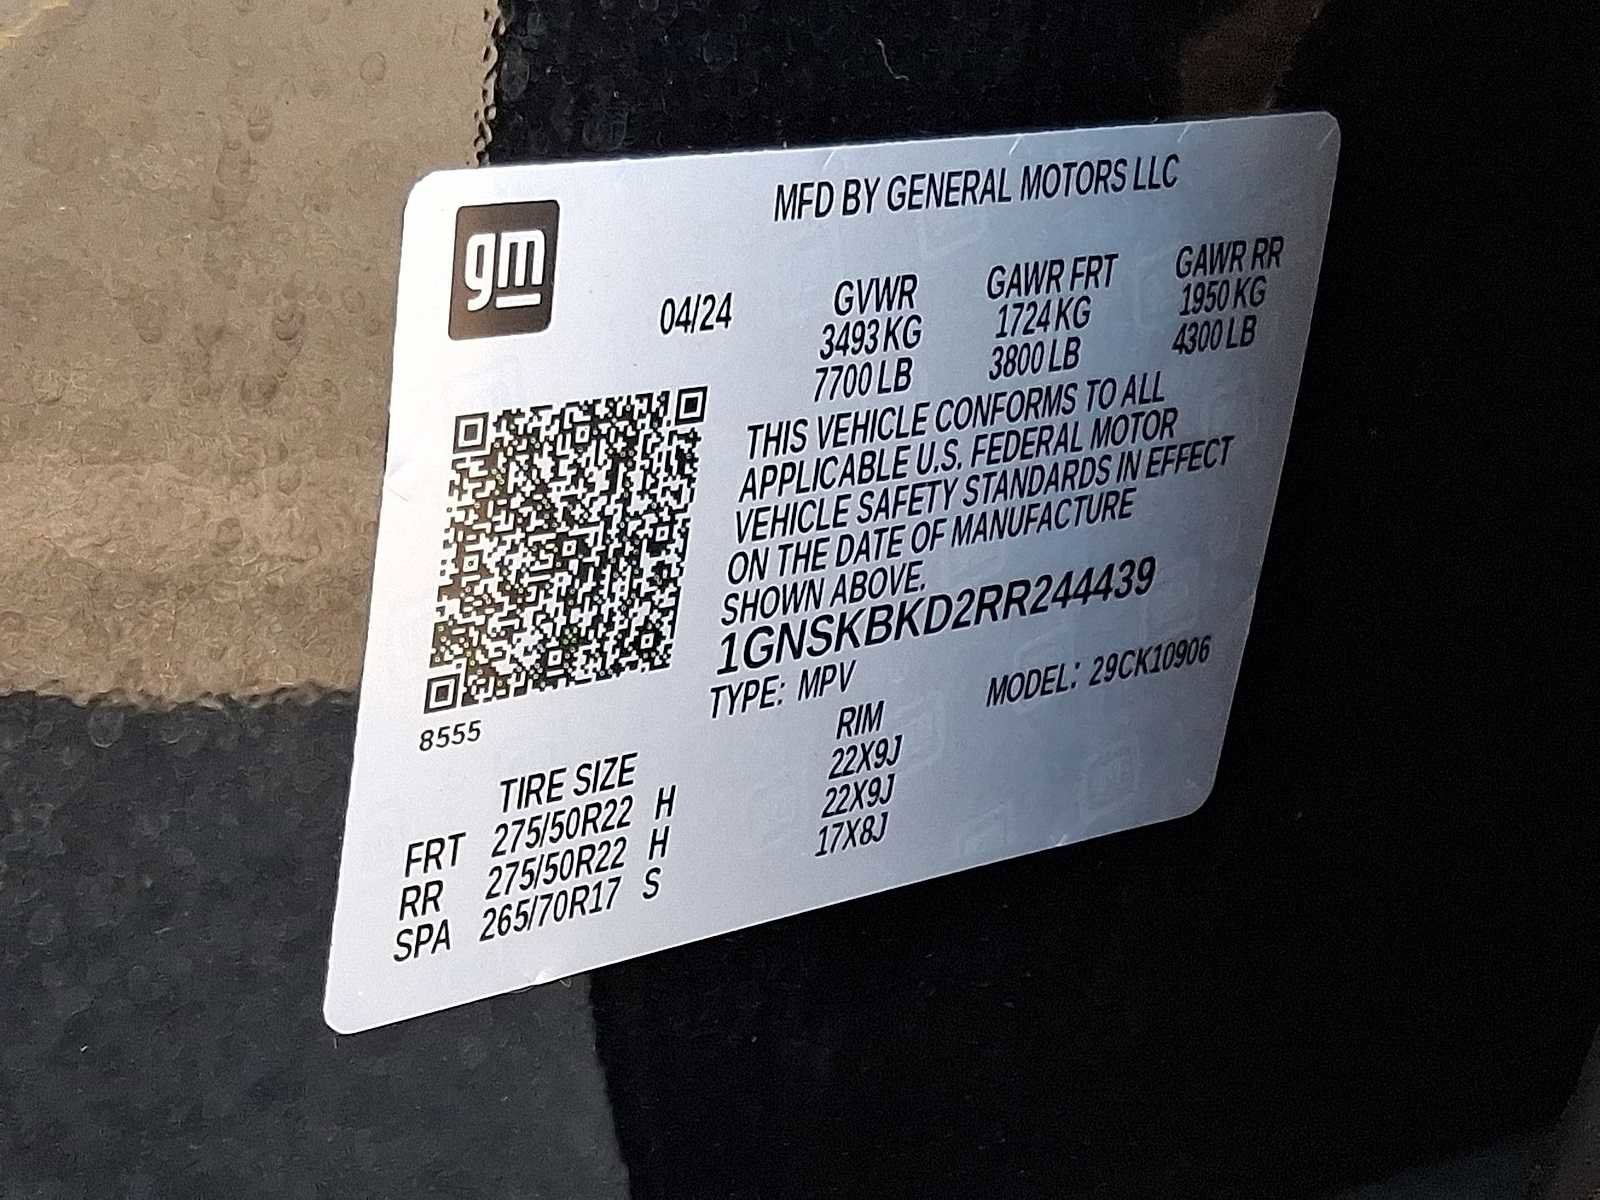 gm
MFD BY GENERAL MOTORS LLC
04/24 GVWR GAWR FRT GAWR RR
3493 KG 1724 KG 1950 KG
7700 LB 3800 LB 4300 LB
THIS VEHICLE CONFORMS TO ALL
APPLICABLE U.S. FEDERAL MOTOR
VEHICLE SAFETY STANDARDS IN EFFECT
ON THE DATE OF MANUFACTURE
SHOWN ABOVE.
1GNSKBKD2RR244439
TYPE: MPV MODEL: 29CK10906
8555
TIRE SIZE RIM
FRT 275/50R22 H 22X9J
RR 275/50R22 H 22X9J
SPA 265/70R17 S 17X8J